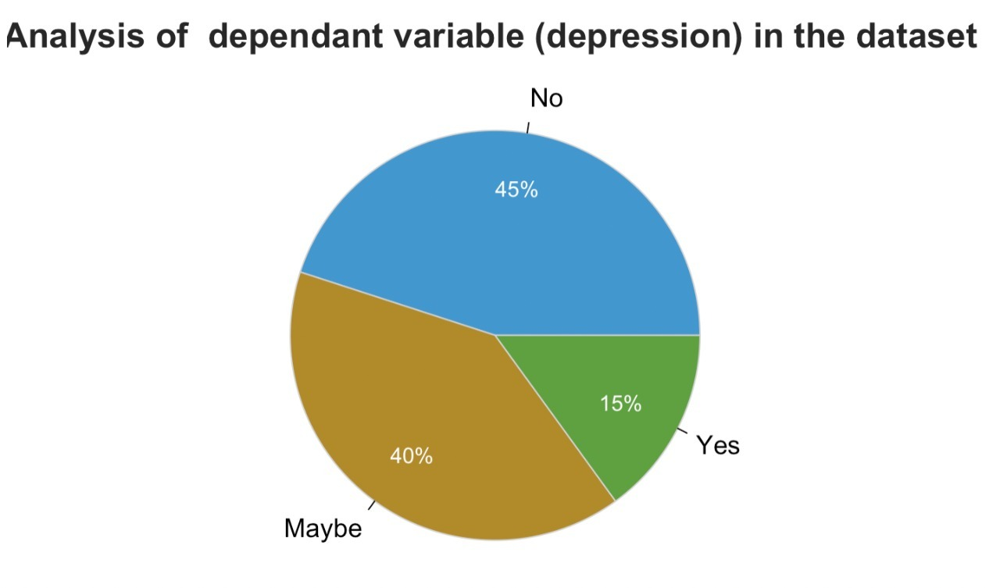 Analysis of  dependant variable (depression) in the dataset
No
45%
15%
Yes
40%
Maybe